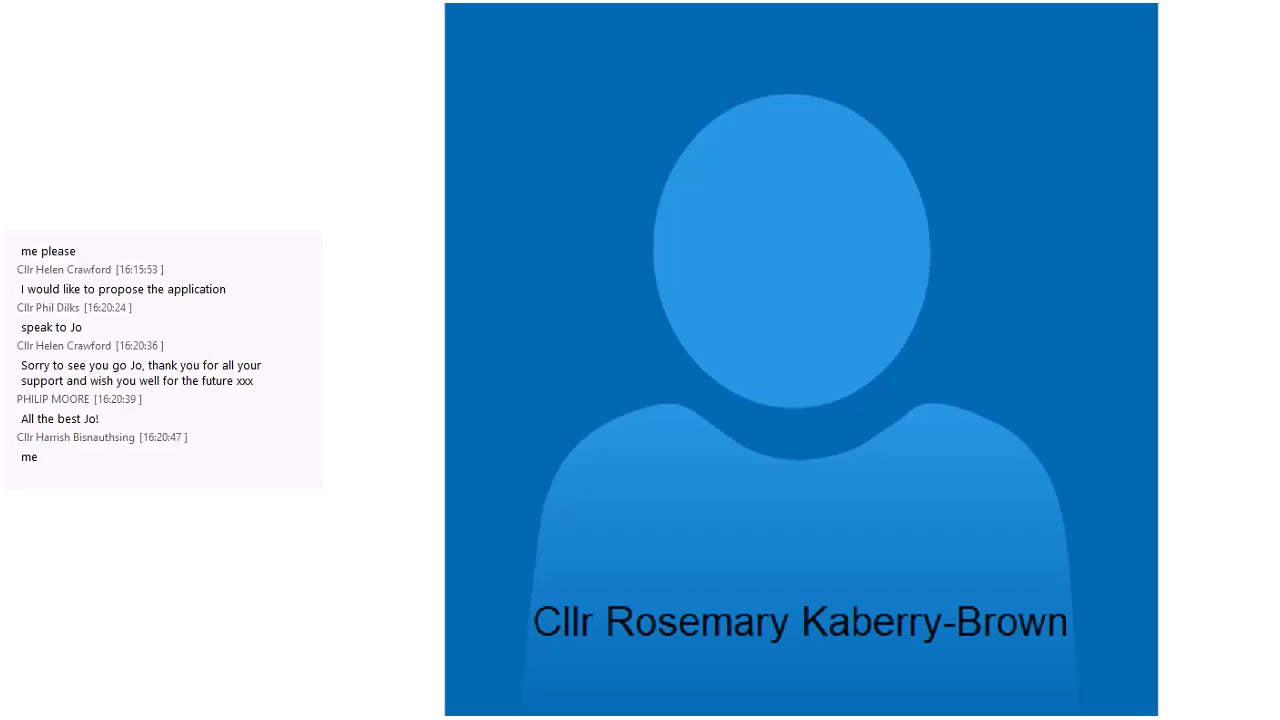 me please
Cllr Helen Crawford [16:15:53 ]
I would like to propose the application
Cllr Phil Dilks [16:20:24 ]
speak to Jo
Cllr Helen Crawford [16:20:36 ]
Sorry to see you go Jo, thank you for all your
support and wish you well for the future xxx
PHILIP MOORE [16:20:39 ]
All the best Jo!
Cllr Harrish Bisnauthsing [16:20:47 ]
me
Cllr Rosemary Kaberry-Brown